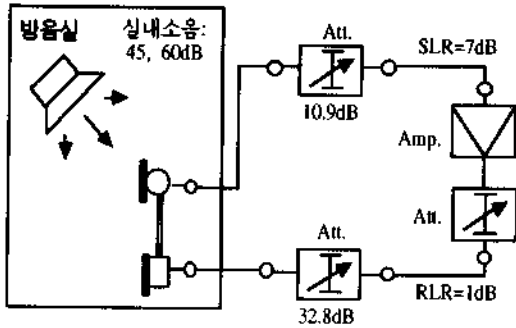 방음실
실내소음:
45, 60dB
Att.
10.9dB
SLR=7dB
Amp.
Att.
Att.
32.8dB
RLR=1dB